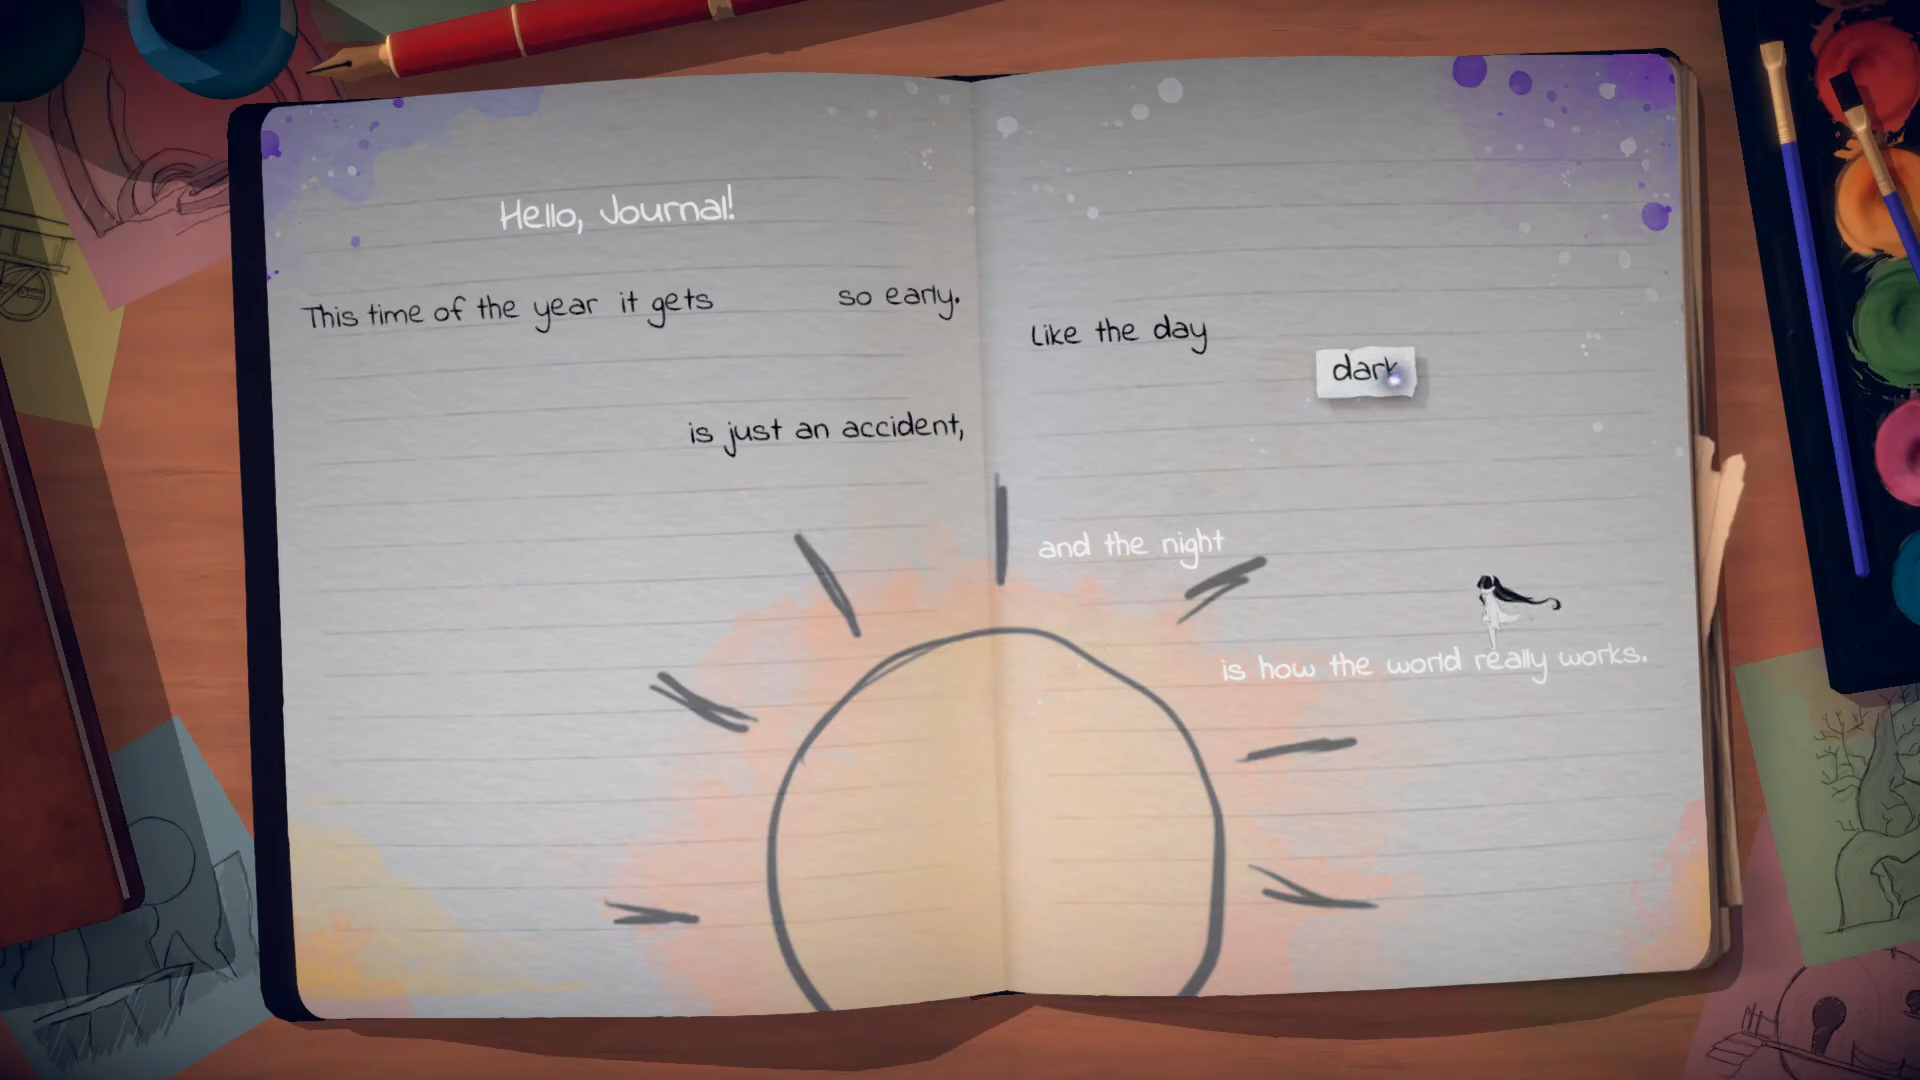 Hello, Journal!
This time of the year it gets so early.
is just an accident,
Like the day
dark
and the night
is how the world really works.